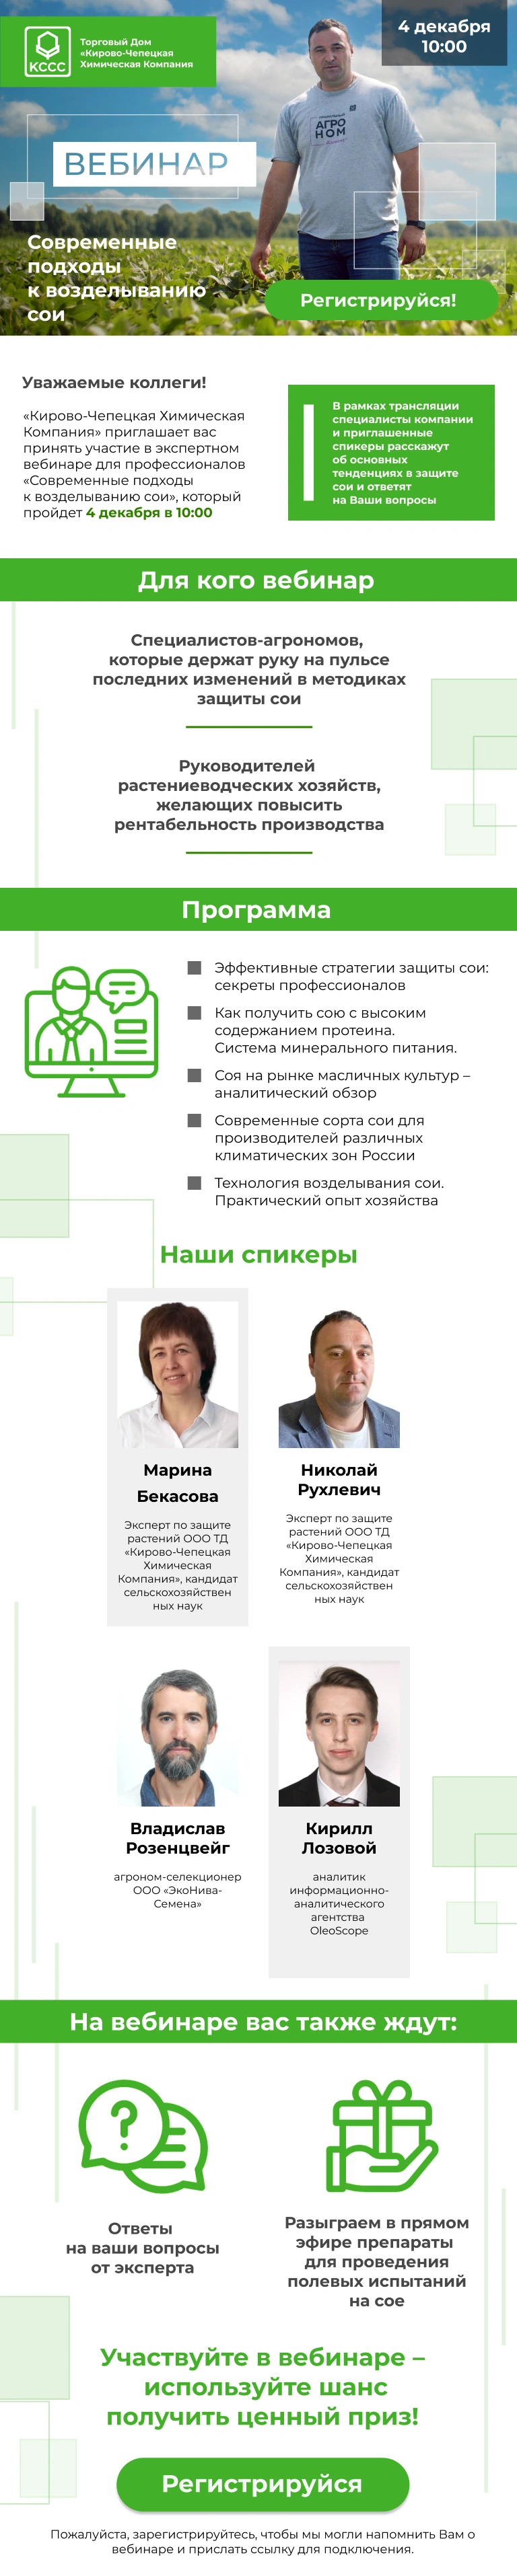 КССС
Торговый Дом
«Кирово-Чепецкая
Химическая Компания
4 декабря
10:00
АГРО
НОМ
ВЕБИНАР
Современные
подходы
к возделыванию
сои
Регистрируйся!
Уважаемые коллеги!
«Кирово-Чепецкая Химическая
Компания» приглашает вас
принять участие в экспертном
вебинаре для профессионалов
«Современные подходы
к возделыванию сои», который
пройдет 4 декабря в 10:00
В рамках трансляции
специалисты компании
и приглашенные
спикеры расскажут
об основных
тенденциях в защите
сои и ответят
на Ваши вопросы
Для кого вебинар
Специалистов-агрономов,
которые держат руку на пульсе
последних изменений в методиках
защиты сои
Руководителей
растениеводческих хозяйств,
желающих повысить
рентабельность производства
Программа
Эффективные стратегии защиты сои:
секреты профессионалов
Как получить сою с высоким
содержанием протеина.
Система минерального питания.
Соя на рынке масличных культур –
аналитический обзор
Современные сорта сои для
производителей различных
климатических зон России
Технология возделывания сои.
Практический опыт хозяйства
Наши спикеры
Марина
Бекасова
Эксперт по защите
растений ООО ТД
«Кирово-Чепецкая
Химическая
Компания», кандидат
сельскохозяйствен
ных наук
Николай
Рухлевич
Эксперт по защите
растений ООО ТД
«Кирово-Чепецкая
Химическая
Компания», кандидат
сельскохозяйствен
ных наук
Владислав
Розенцвейг
агроном-селекционер
ООО «ЭкоНива-
Семена»
Кирилл
Лозовой
аналитик
информационно-
аналитического
агентства
OleoScope
На вебинаре вас также ждут:
Ответы
на ваши вопросы
от эксперта
Разыграем в прямом
эфире препараты
для проведения
полевых испытаний
на сое
Участвуйте в вебинаре –
используйте шанс
получить ценный приз!
Регистрируйся
Пожалуйста, зарегистрируйтесь, чтобы мы могли напомнить Вам о
вебинаре и прислать ссылку для подключения.